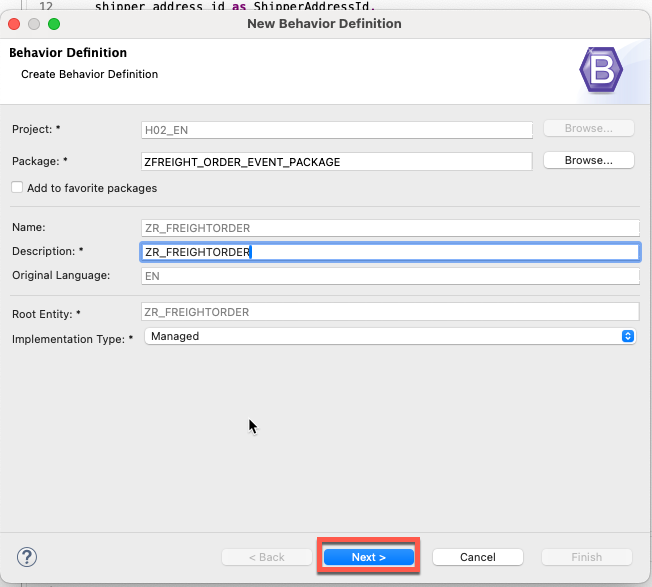 12 shipper_address_id as ShipperAddressId,
New Behavior Definition
Behavior Definition
Create Behavior Definition
B
Project: * H02_EN Browse...
Package: * ZFREIGHT_ORDER_EVENT_PACKAGE Browse...
Add to favorite packages
Name: ZR_FREIGHTORDER
Description: * ZR_FREIGHTORDER
Original Language: EN
Root Entity: * ZR_FREIGHTORDER
Implementation Type: * Managed
? < Back Next > Cancel Finish